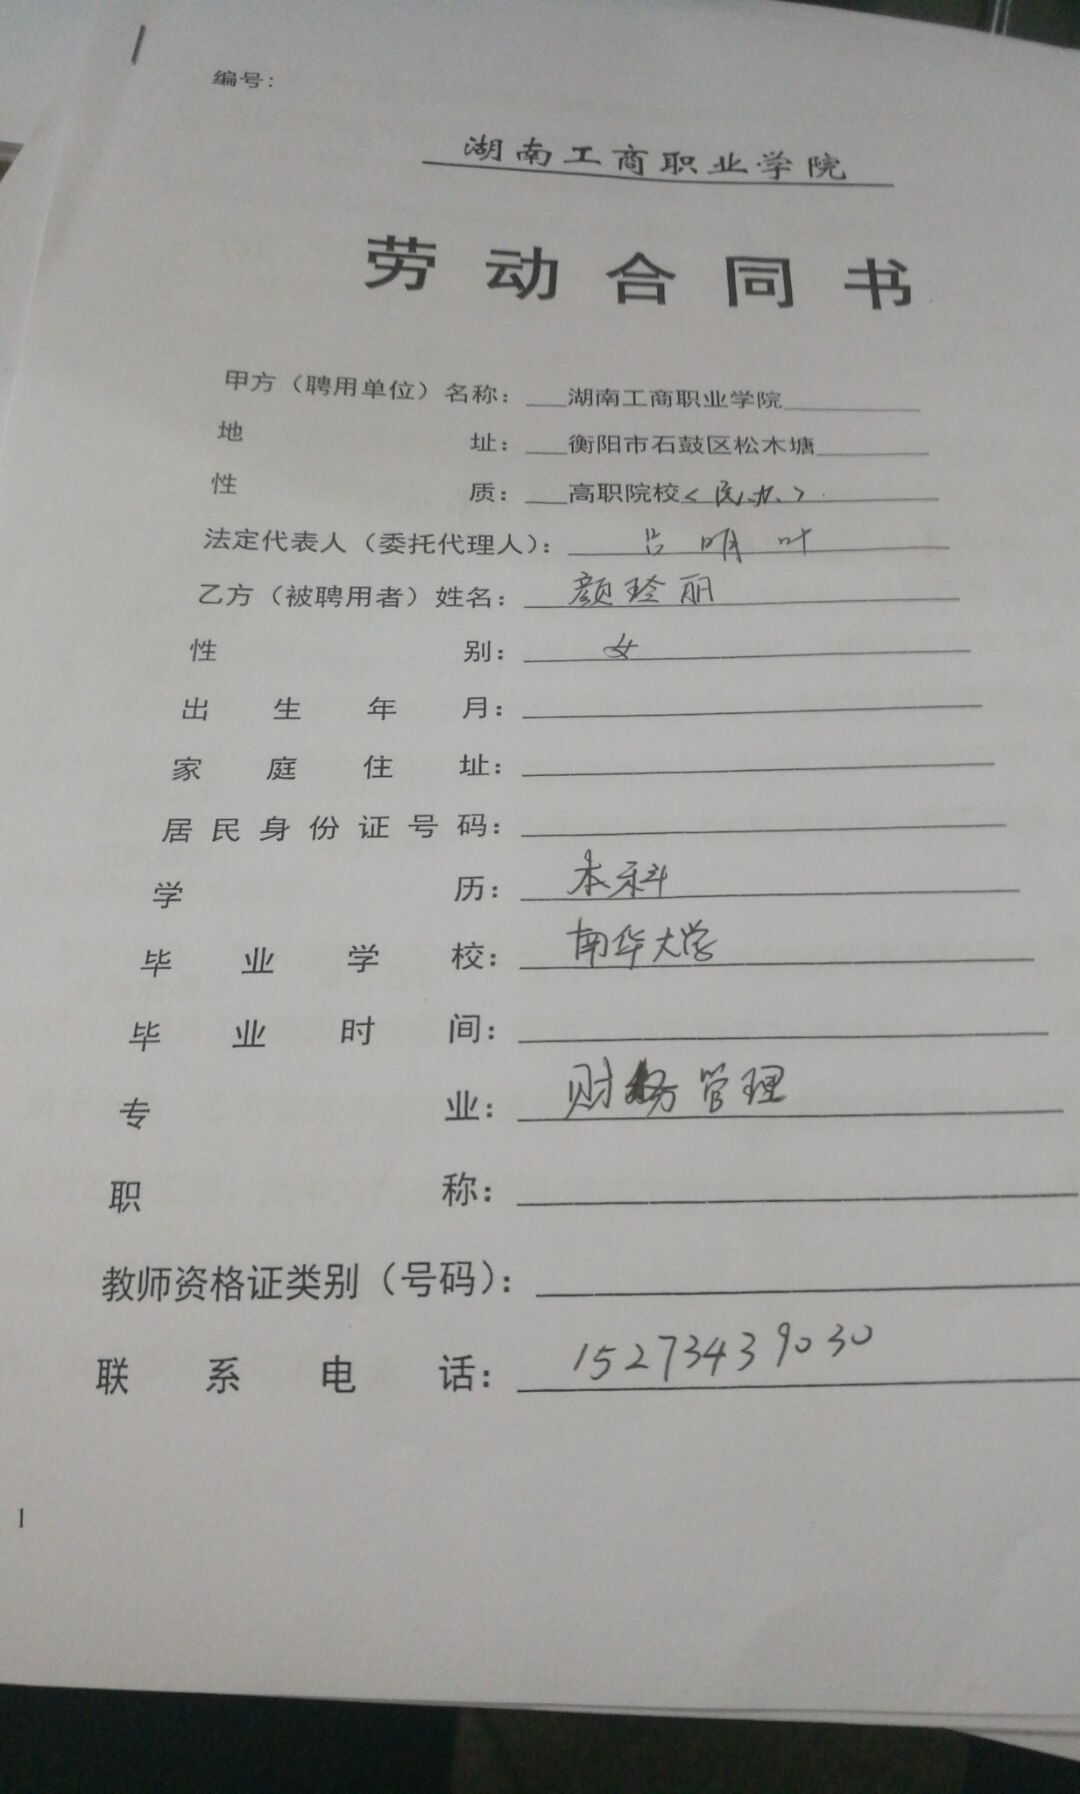 编号：
湖南工商职业学院
劳动合同书
甲方（聘用单位）名称：湖南工商职业学院
地址：衡阳市石鼓区松木塘
性质：高职院校（民办）
法定代表人（委托代理人）：吕明叶
乙方（被聘用者）姓名：颜玲丽
性别：女
出生年月：
家庭住址：
居民身份证号码：
学历：本科
毕业学校：南华大学
毕业时间：
专业：财务管理
职称：
教师资格证类别（号码）：
联系电话：15273439030
1